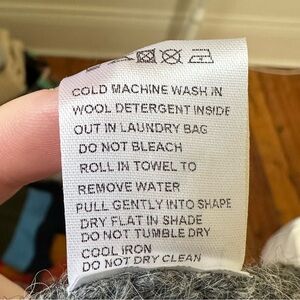 COLD MACHINE WASH IN
WOOL DETERGENT INSIDE
OUT IN LAUNDRY BAG
DO NOT BLEACH
ROLL IN TOWEL TO
REMOVE WATER
PULL GENTLY INTO SHAPE
DRY FLAT IN SHADE
DO NOT TUMBLE DRY
COOL IRON
DO NOT DRY CLEAN